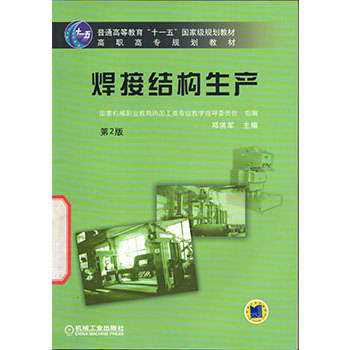 十一五
普通高等教育“十一五”国家级规划教材
高职高专规划教材
焊接结构生产
国家机械职业教育热加工类专业教学指导委员会 组编
邓洪军 主编
第2版
机械工业出版社
CHINA MACHINE PRESS